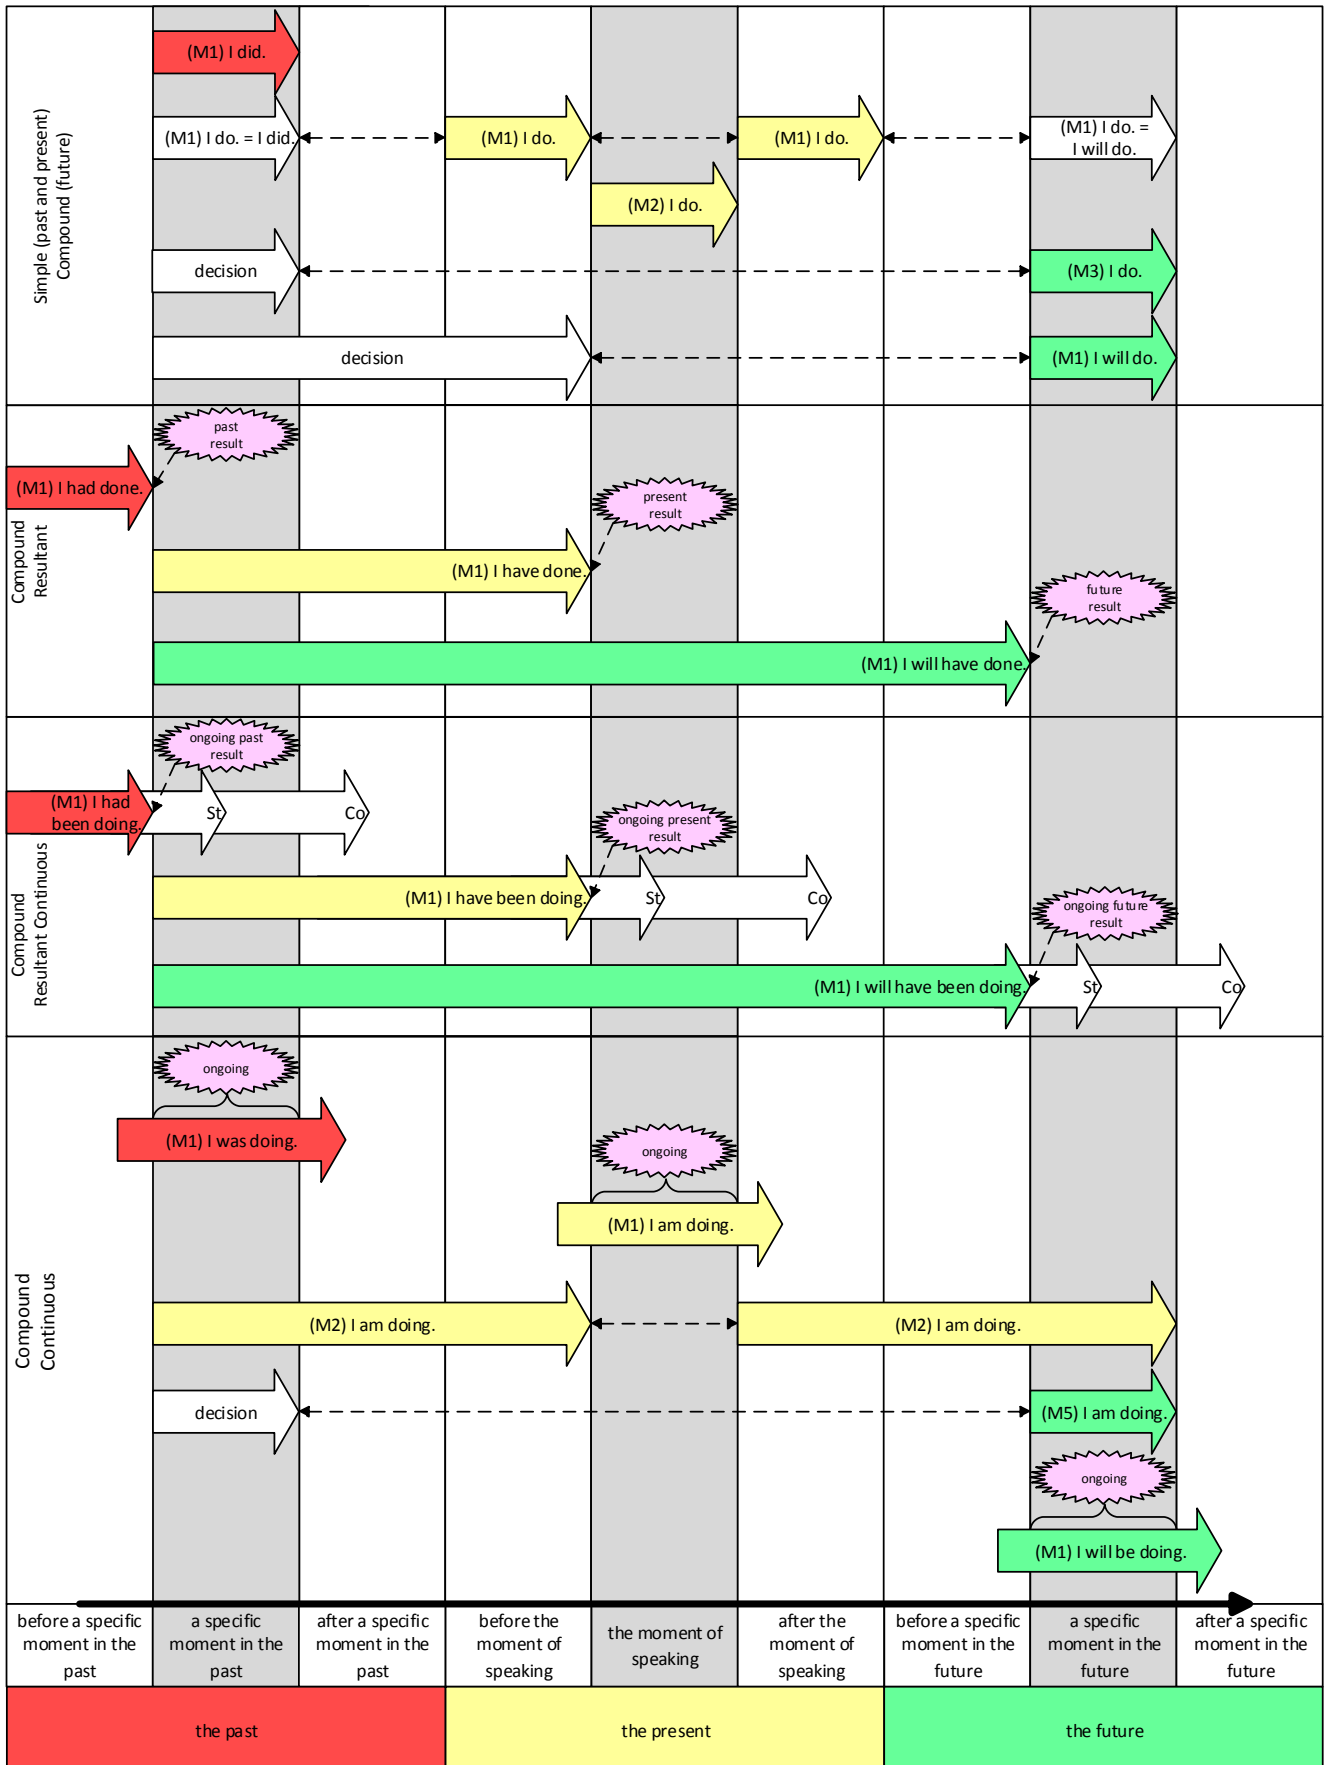 Simple (past and present)
Compound (future)
(M1) I did.
(M1) I do. = I did.
(M1) I do.
(M1) I do.
(M1) I do. =
I will do.
(M2) I do.
decision
(M3) I do.
decision
(M1) I will do.
Compound
Resultant
past
result
(M1) I had done.
present
result
(M1) I have done.
future
result
(M1) I will have done.
Compound
Resultant Continuous
ongoing past
result
(M1) I had
been doing.
St
Co
ongoing present
result
(M1) I have been doing.
St
Co
ongoing future
result
(M1) I will have been doing.
St
Co
Compound
Continuous
ongoing
(M1) I was doing.
ongoing
(M1) I am doing.
(M2) I am doing.
(M2) I am doing.
decision
(M5) I am doing.
ongoing
(M1) I will be doing.
before a specific
moment in the
past
a specific
moment in the
past
after a specific
moment in the
past
before the
moment of
speaking
the moment of
speaking
after the
moment of
speaking
before a specific
moment in the
future
a specific
moment in the
future
after a specific
moment in the
future
the past
the present
the future